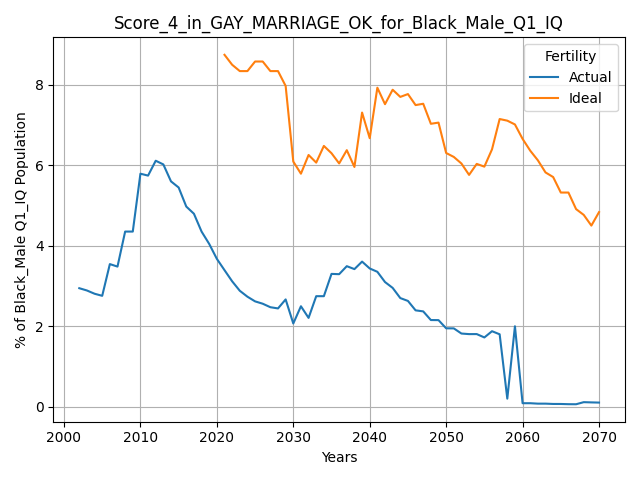 Score_4_in_GAY_MARRIAGE_OK_for_Black_Male_Q1_IQ
Fertility
Actual
Ideal
% of Black_Male Q1_IQ Population
8
6
4
2
0
2000 2010 2020 2030 2040 2050 2060 2070
Years